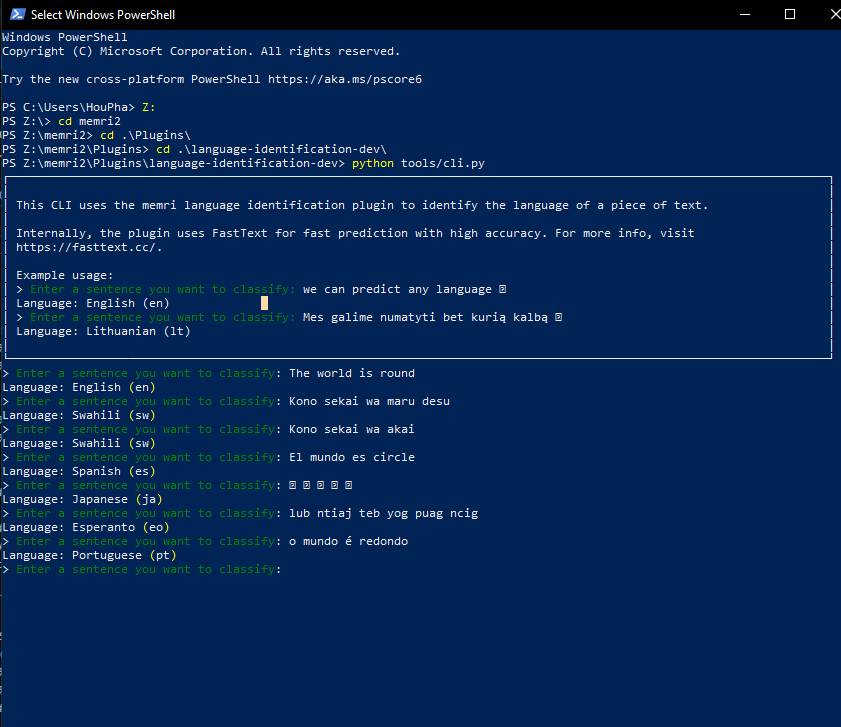 Select Windows PowerShell
Windows PowerShell
Copyright (C) Microsoft Corporation. All rights reserved.
Try the new cross-platform PowerShell https://aka.ms/pscore6
PS C:\Users\HouPha> Z:
PS Z:\> cd memri2
PS Z:\memri2> cd .\Plugins\
PS Z:\memri2\Plugins> cd .\language-identification-dev\
PS Z:\memri2\Plugins\language-identification-dev> python tools/cli.py
This CLI uses the memri language identification plugin to identify the language of a piece of text.
Internally, the plugin uses FastText for fast prediction with high accuracy. For more info, visit
https://fasttext.cc/.
Example usage:
> Enter a sentence you want to classify: we can predict any language
Language: English (en)
> Enter a sentence you want to classify: Mes galime numatyti bet kurią kalbą
Language: Lithuanian (lt)
> Enter a sentence you want to classify: The world is round
Language: English (en)
> Enter a sentence you want to classify: Kono sekai wa maru desu
Language: Swahili (sw)
> Enter a sentence you want to classify: Kono sekai wa akai
Language: Swahili (sw)
> Enter a sentence you want to classify: El mundo es circle
Language: Spanish (es)
> Enter a sentence you want to classify:
Language: Japanese (ja)
> Enter a sentence you want to classify: lub ntiaj teb yog puag ncig
Language: Esperanto (eo)
> Enter a sentence you want to classify: o mundo é redondo
Language: Portuguese (pt)
> Enter a sentence you want to classify: